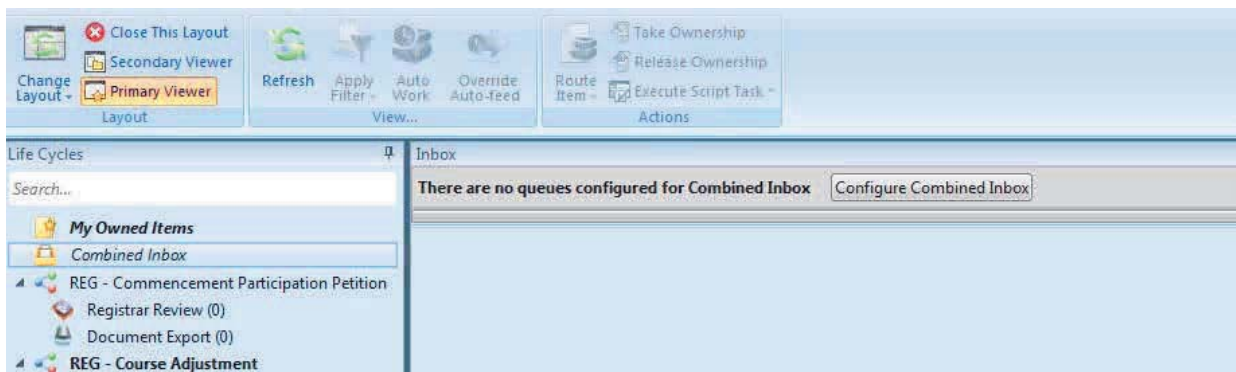 Change Layout
Close This Layout
Secondary Viewer
Primary Viewer
Layout
Refresh
Apply Filter
Auto Work
Override Auto-feed
View...
Route Item
Take Ownership
Release Ownership
Execute Script Task
Actions
Life Cycles
Search...
My Owned Items
Combined Inbox
REG - Commencement Participation Petition
Registrar Review (0)
Document Export (0)
REG - Course Adjustment
Inbox
There are no queues configured for Combined Inbox
Configure Combined Inbox